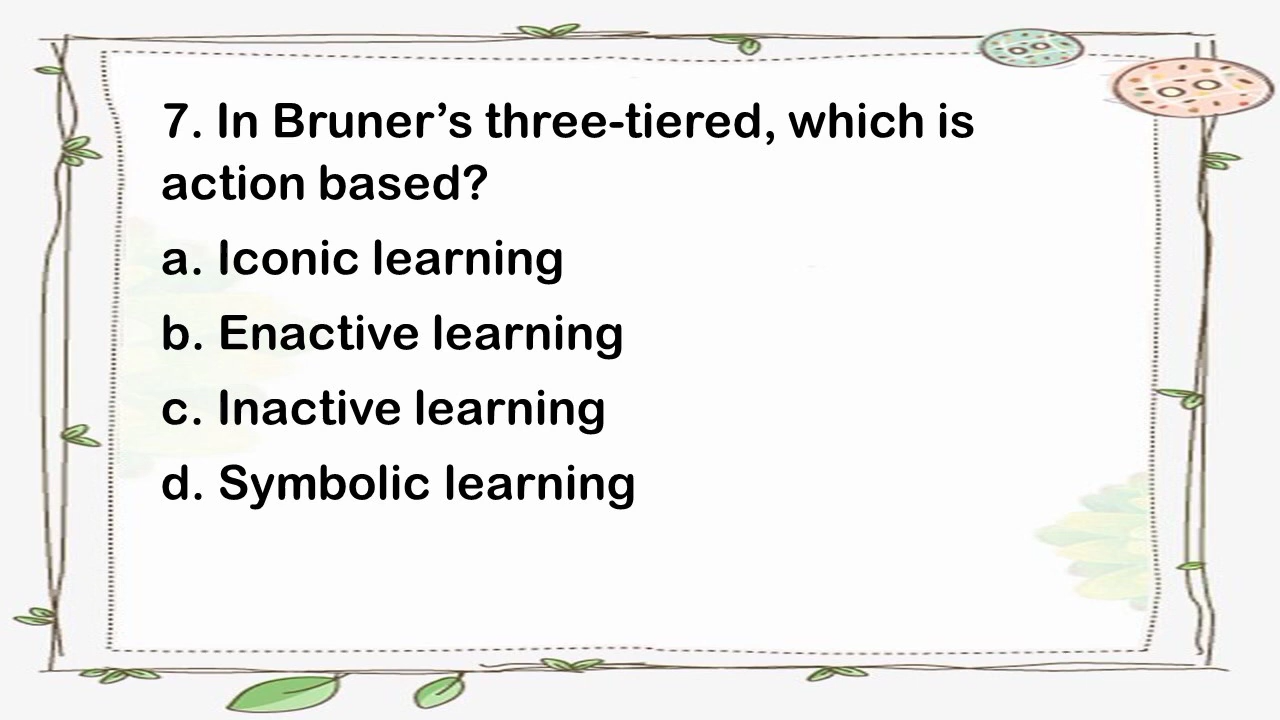 7. In Bruner’s three-tiered, which is
action based?
a. Iconic learning
b. Enactive learning
c. Inactive learning
d. Symbolic learning